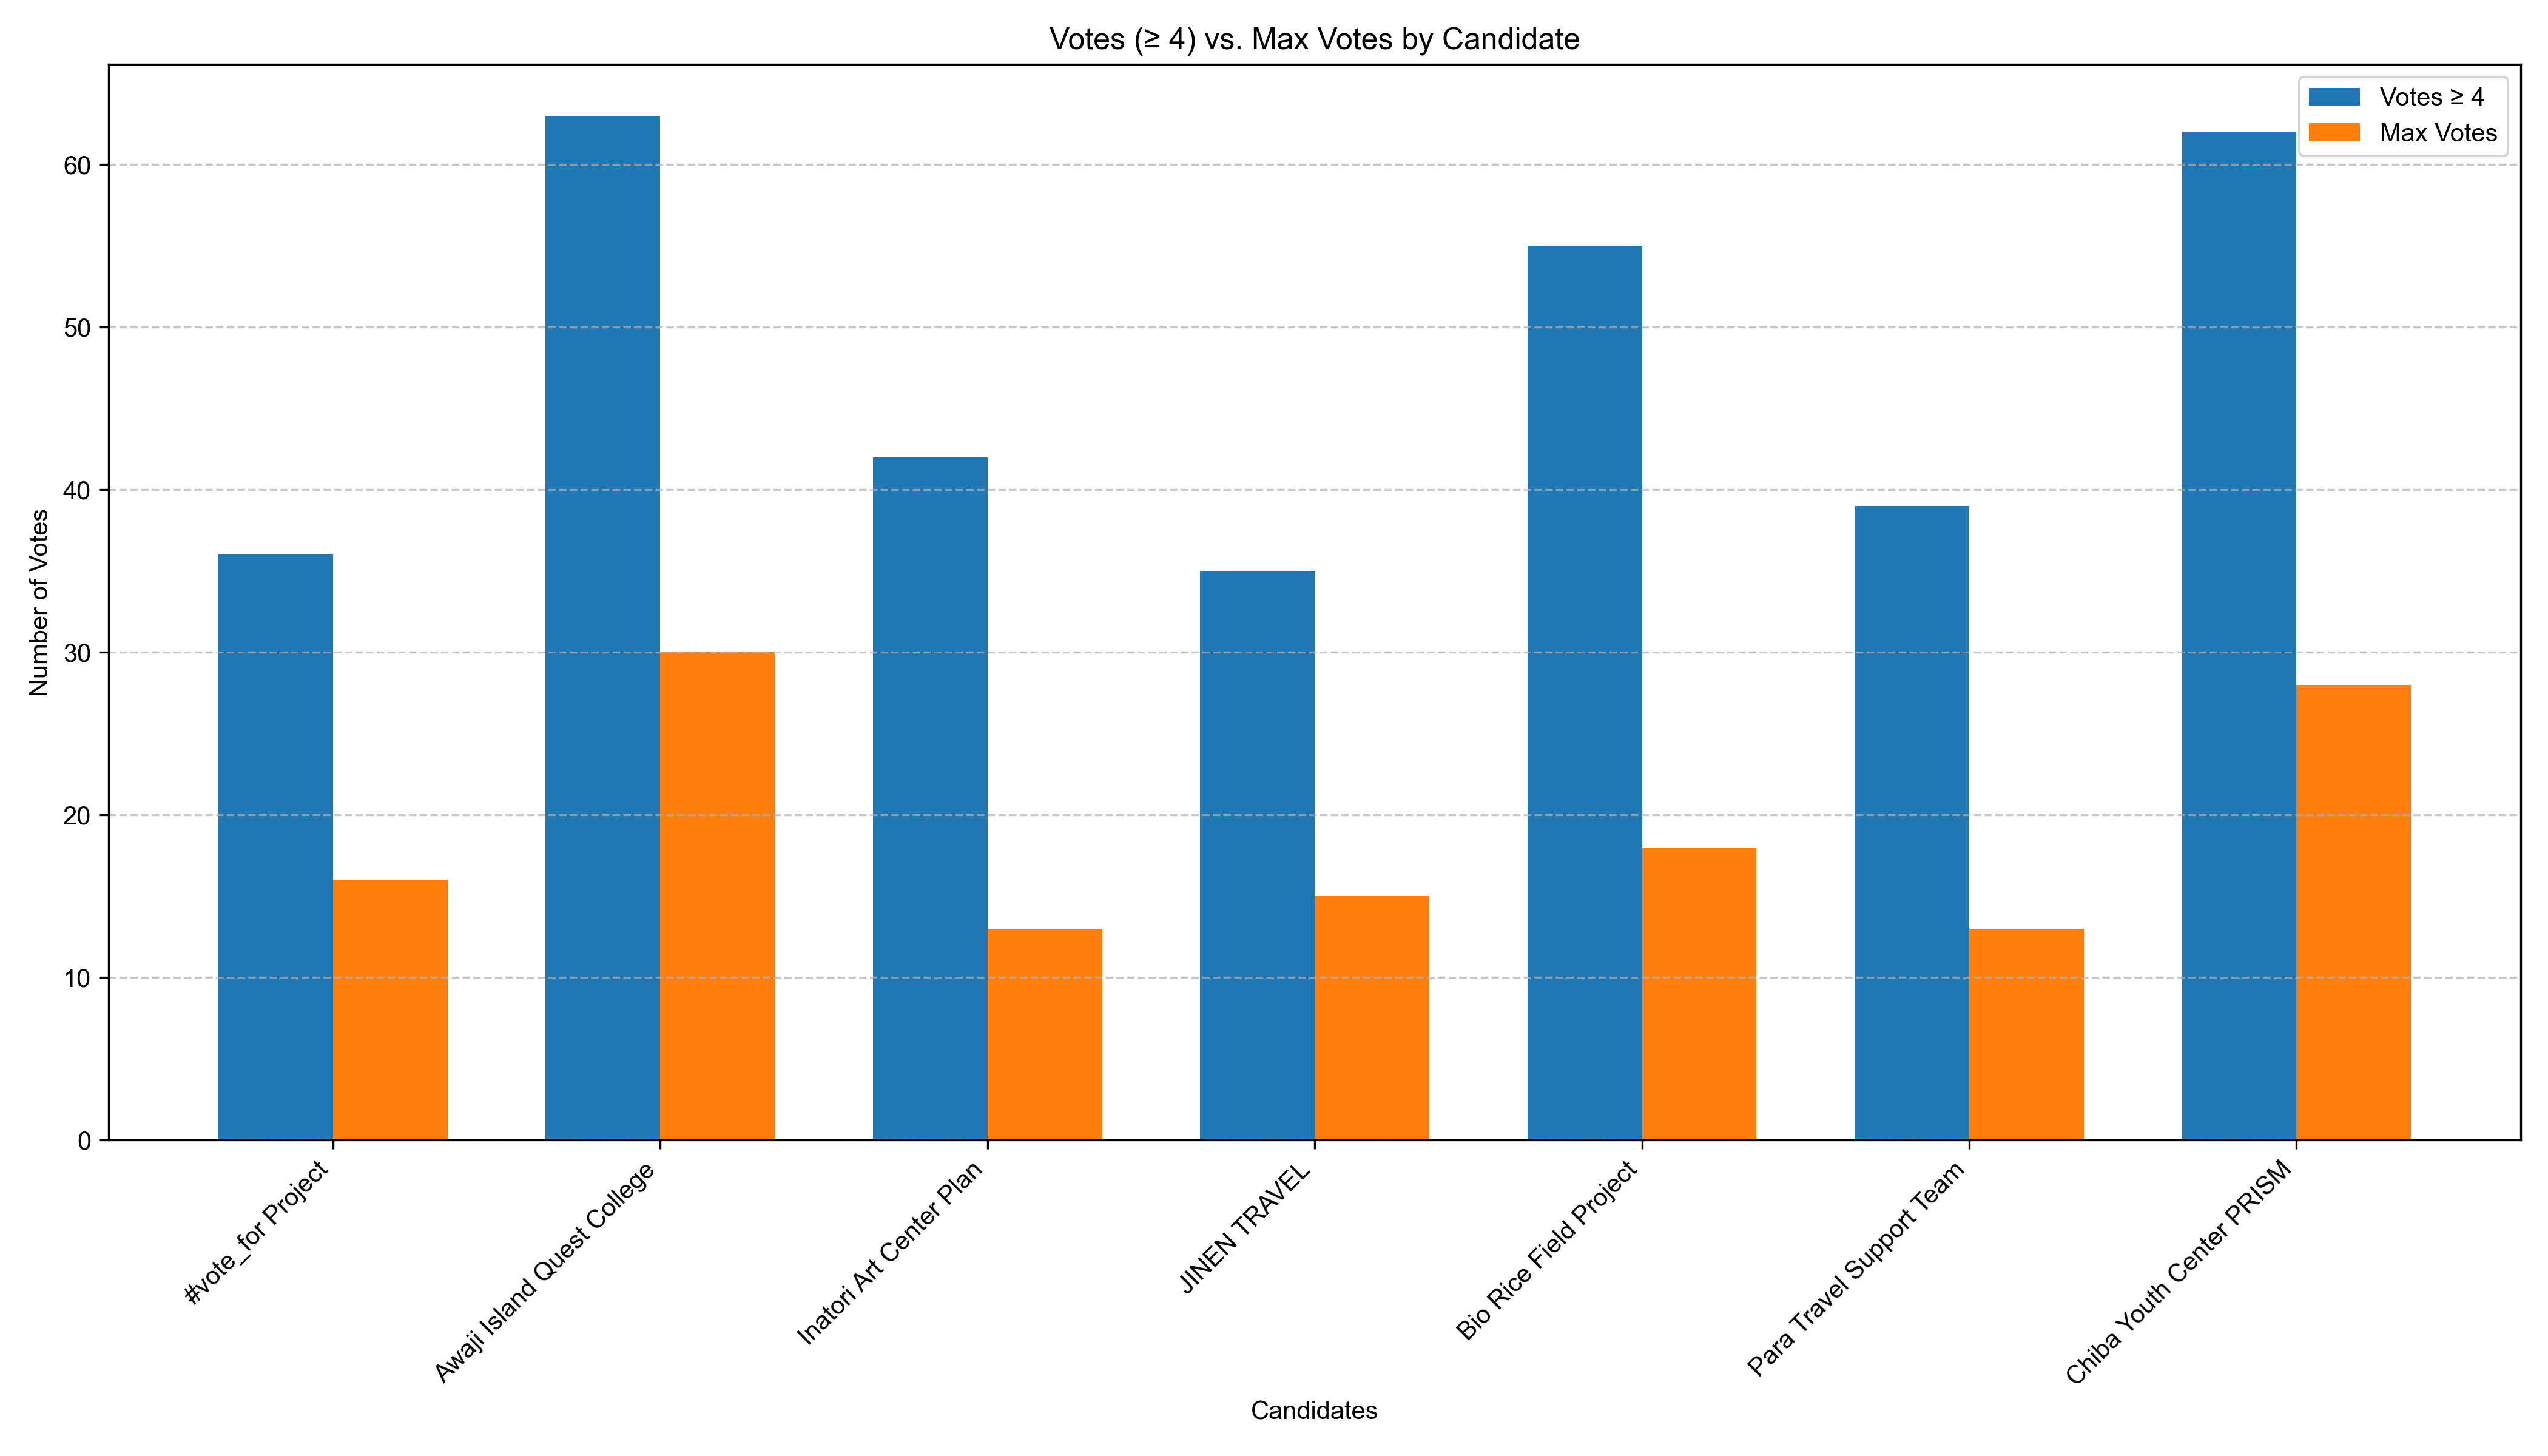 Votes (≥ 4) vs. Max Votes by Candidate
Votes ≥ 4
Max Votes
Number of Votes
60
50
40
30
20
10
0
#vote_for Project
Awaji Island Quest College
Inatori Art Center Plan
JINEN TRAVEL
Bio Rice Field Project
Para Travel Support Team
Chiba Youth Center PRISM
Candidates